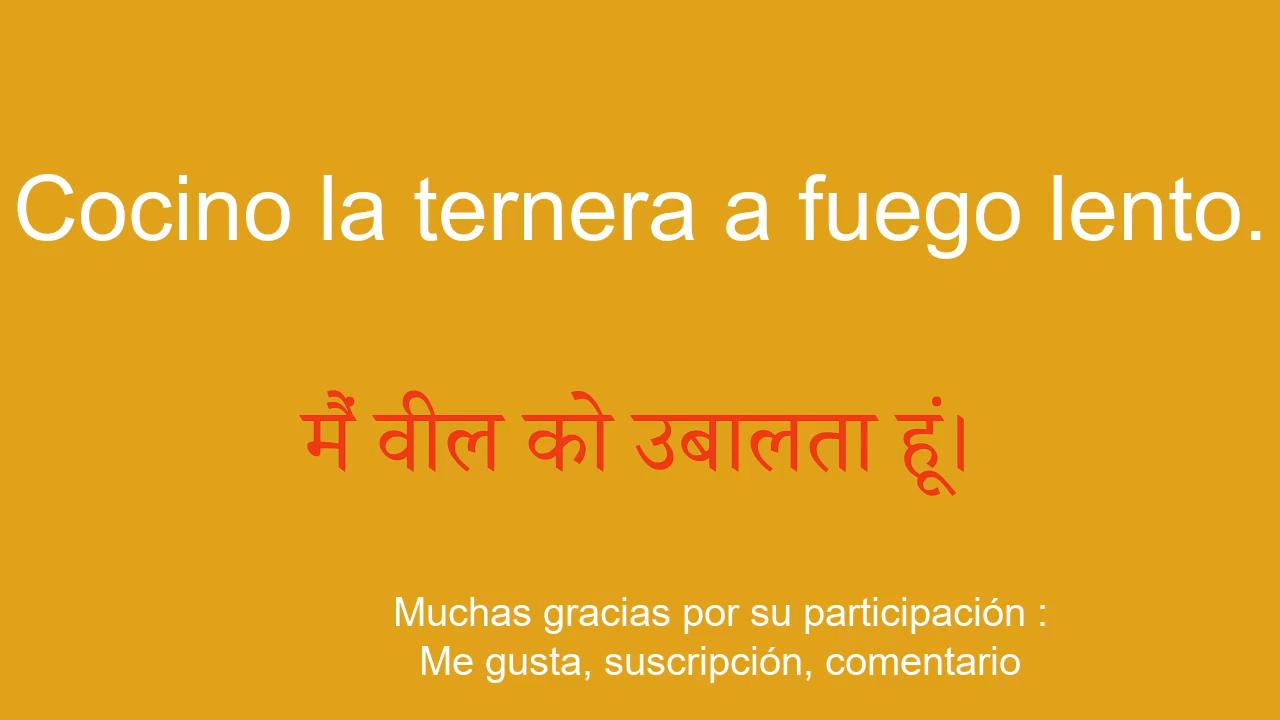 Cocino la ternera a fuego lento.
मैं वील को उबालता हूं।
Muchas gracias por su participación :
Me gusta, suscripción, comentario